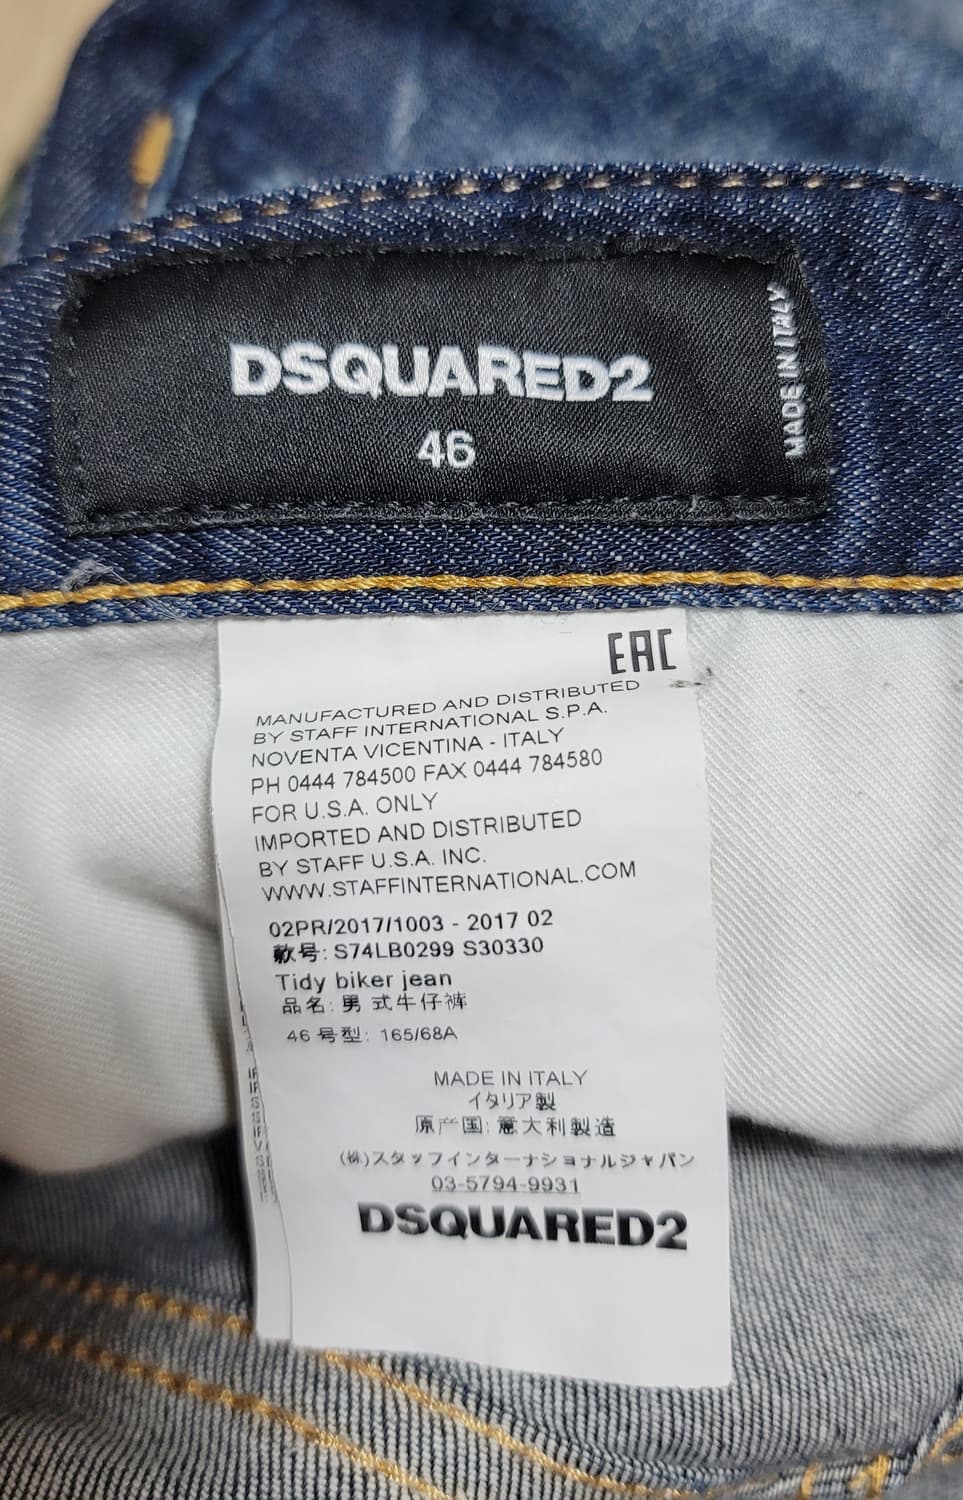 DSQUARED2
46
MADE IN ITALY
EAC
MANUFACTURED AND DISTRIBUTED
BY STAFF INTERNATIONAL S.P.A.
NOVENTA VICENTINA - ITALY
PH 0444 784500 FAX 0444 784580
FOR U.S.A. ONLY
IMPORTED AND DISTRIBUTED
BY STAFF U.S.A. INC.
WWW.STAFFINTERNATIONAL.COM
02PR/2017/1003 - 2017 02
款号: S74LB0299 S30330
Tidy biker jean
品名: 男式牛仔裤
46 号型: 165/68A
MADE IN ITALY
イタリア製
原产国: 意大利製造
(株)スタッフインターナショナルジャパン
03-5794-9931
DSQUARED2